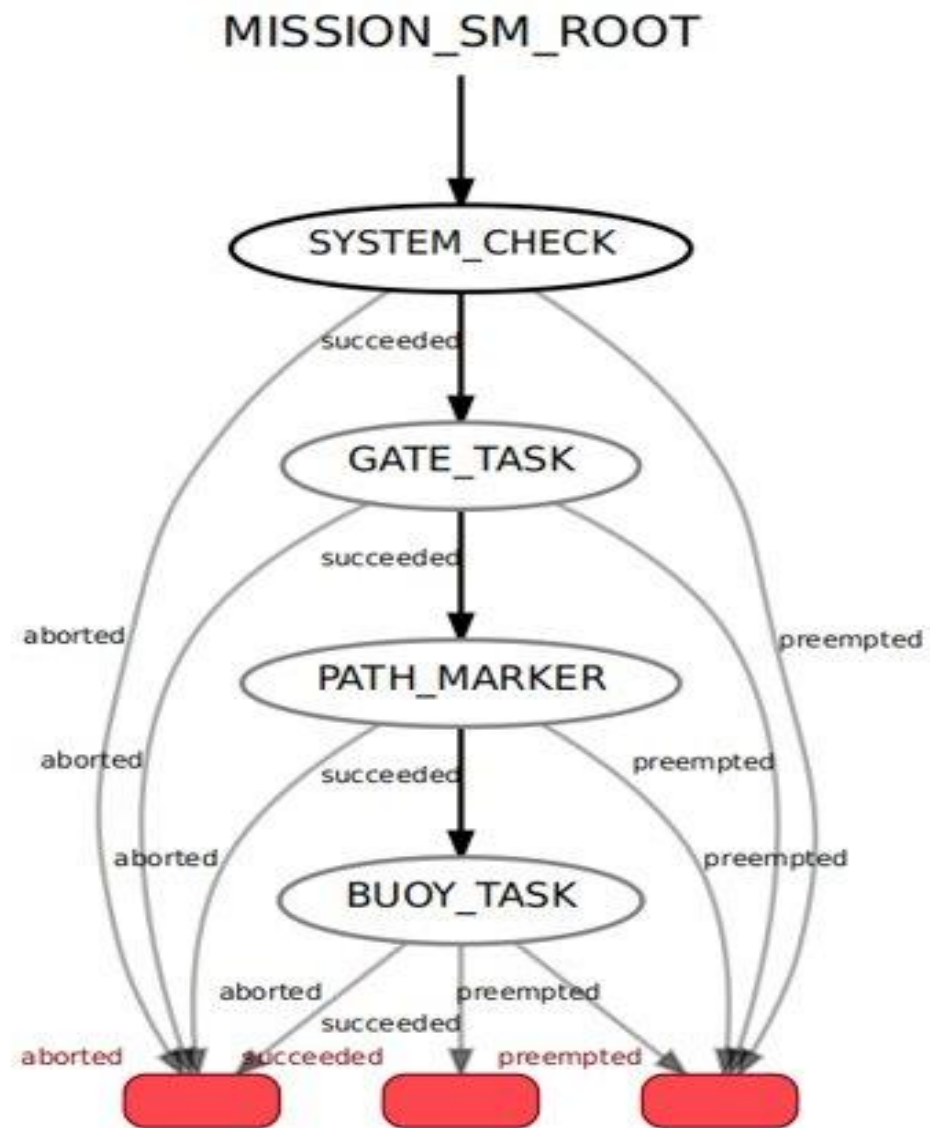 MISSION_SM_ROOT
SYSTEM_CHECK
succeeded
GATE_TASK
succeeded
aborted
preempted
PATH_MARKER
aborted
succeeded
preempted
aborted
preempted
BUOY_TASK
aborted
preempted
succeeded
aborted
succeeded
preempted